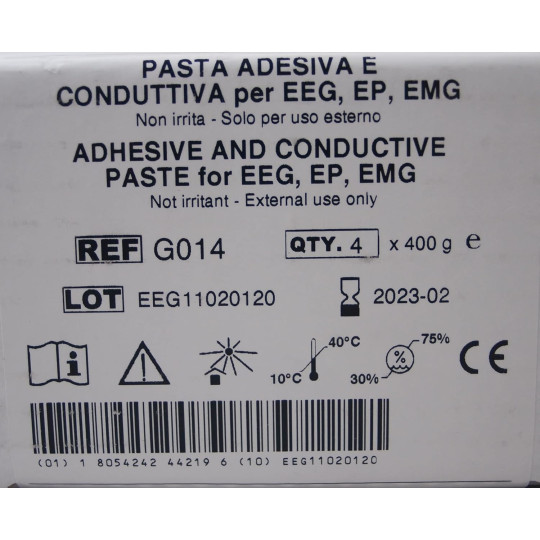 PASTA ADESIVA E
CONDUTTIVA per EEG, EP, EMG
Non irrita - Solo per uso esterno
ADHESIVE AND CONDUCTIVE
PASTE for EEG, EP, EMG
Not irritant - External use only
REF G014 QTY. 4 x 400 g e
LOT EEG11020120 2023-02
40°C 75%
10°C 30% %
CE
(01) 1 8054242 44219 6 (10) EEG11020120